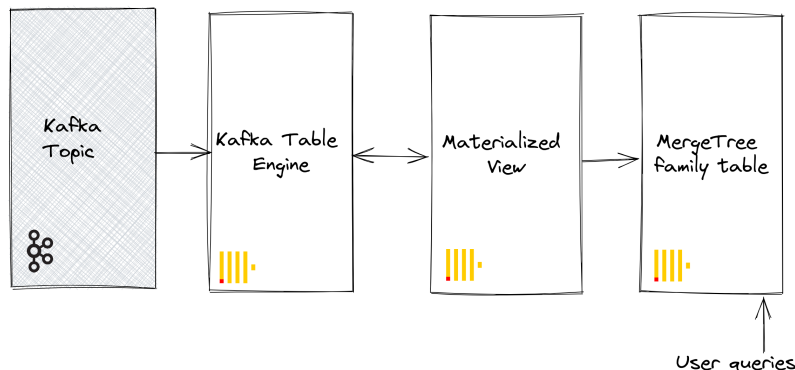 Kafka
Topic
Kafka Table
Engine
Materialized
View
MergeTree
family table
User queries